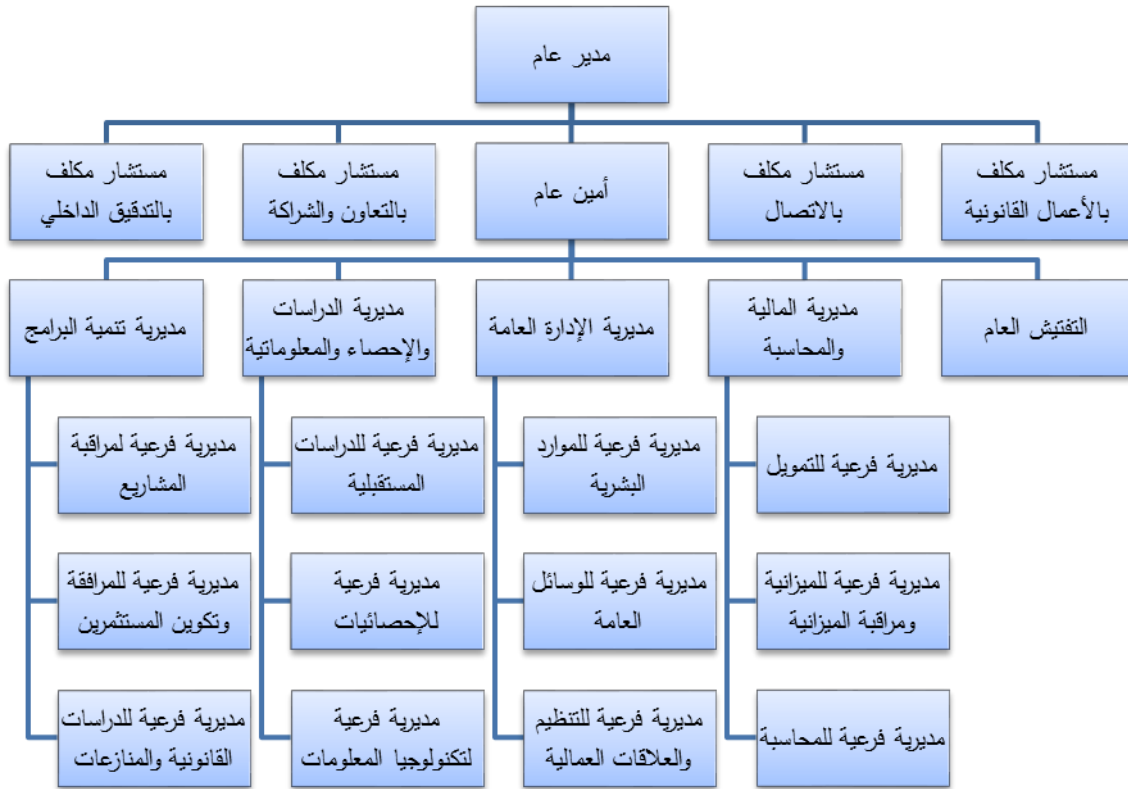 مدير عام
مستشار مكلف
بالأعمال القانونية
مستشار مكلف
بالاتصال
أمين عام
مستشار مكلف
بالتعاون والشراكة
مستشار مكلف
بالتدقيق الداخلي
التفتيش العام
مديرية المالية
والمحاسبة
مديرية الإدارة العامة
مديرية الدراسات
والإحصاء والمعلوماتية
مديرية تنمية البرامج
مديرية فرعية للتمويل
مديرية فرعية للموارد
البشرية
مديرية فرعية للدراسات
المستقبلية
مديرية فرعية لمراقبة
المشاريع
مديرية فرعية للميزانية
ومراقبة الميزانية
مديرية فرعية للوسائل
العامة
مديرية فرعية
للإحصائيات
مديرية فرعية للمرافقة
وتكوين المستثمرين
مديرية فرعية للمحاسبة
مديرية فرعية للتنظيم
والعلاقات العمالية
مديرية فرعية
لتكنولوجيا المعلومات
مديرية فرعية للدراسات
القانونية والمنازعات